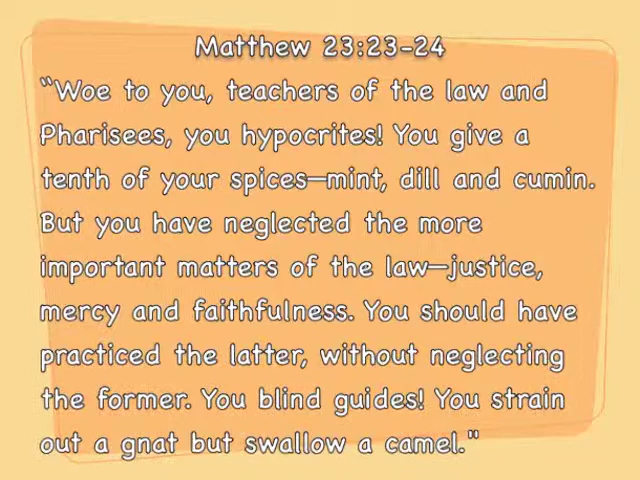 Matthew 23:23-24
“Woe to you, teachers of the law and
Pharisees, you hypocrites! You give a
tenth of your spices—mint, dill and cumin.
But you have neglected the more
important matters of the law—justice,
mercy and faithfulness. You should have
practiced the latter, without neglecting
the former. You blind guides! You strain
out a gnat but swallow a camel."